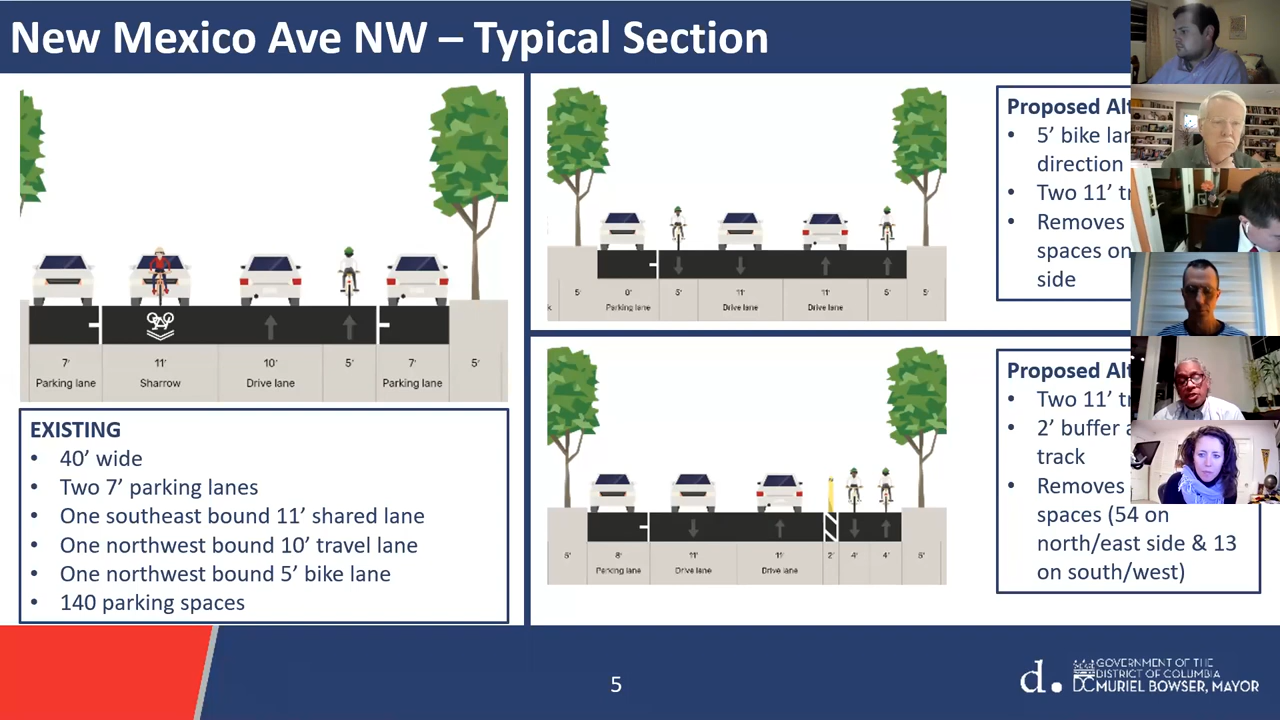 New Mexico Ave NW – Typical Section
7' 11' 10' 5' 7' 5'
Parking lane Sharrow Drive lane Parking lane
EXISTING
• 40' wide
• Two 7' parking lanes
• One southeast bound 11' shared lane
• One northwest bound 10' travel lane
• One northwest bound 5' bike lane
• 140 parking spaces
5' 8' 5' 11' 11' 5' 5'
Parking lane Drive lane Drive lane
Proposed Alt
• 5' bike lan
direction
• Two 11' tr
• Removes
spaces on
side
5' 8' 11' 11' 2' 4' 4' 5'
Parking lane Drive lane Drive lane
Proposed Alt
• Two 11' tr
• 2' buffer a
track
• Removes
spaces (54 on
north/east side & 13
on south/west)
5
d.
GOVERNMENT OF THE
DISTRICT OF COLUMBIA
DC MURIEL BOWSER, MAYOR